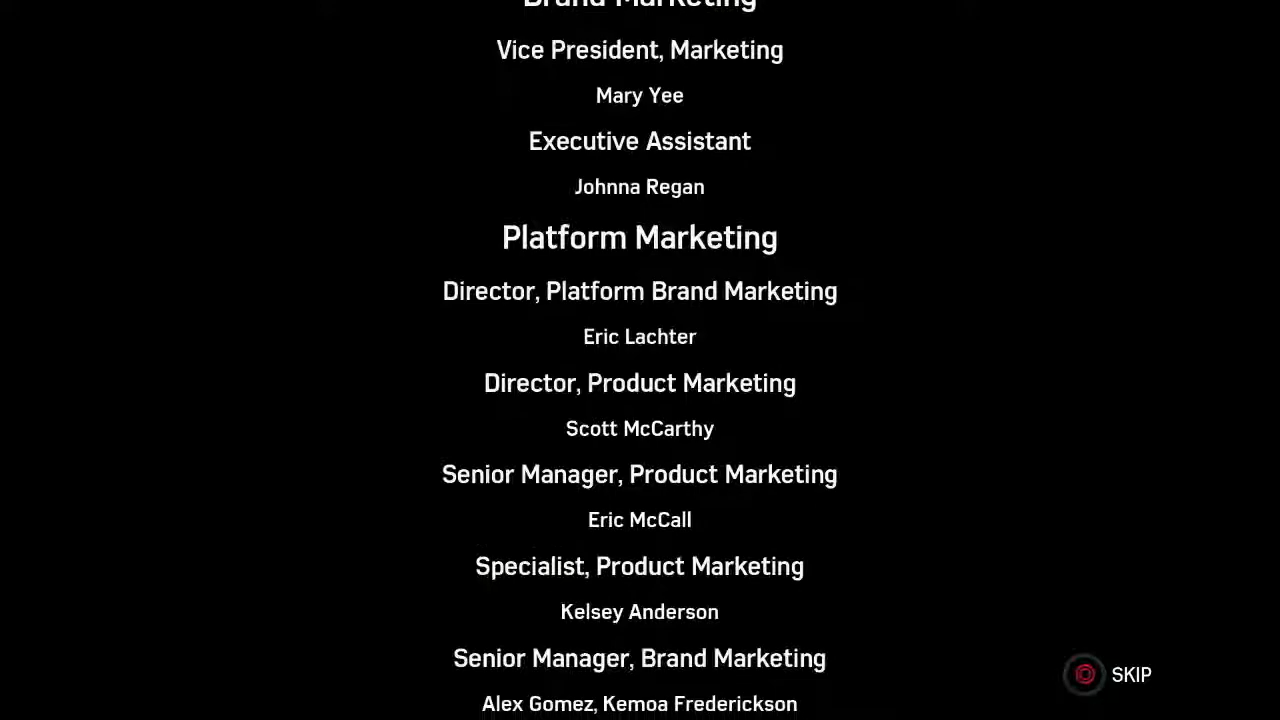 Brand Marketing
Vice President, Marketing
Mary Yee
Executive Assistant
Johnna Regan
Platform Marketing
Director, Platform Brand Marketing
Eric Lachter
Director, Product Marketing
Scott McCarthy
Senior Manager, Product Marketing
Eric McCall
Specialist, Product Marketing
Kelsey Anderson
Senior Manager, Brand Marketing
SKIP
Alex Gomez, Kemoa Frederickson